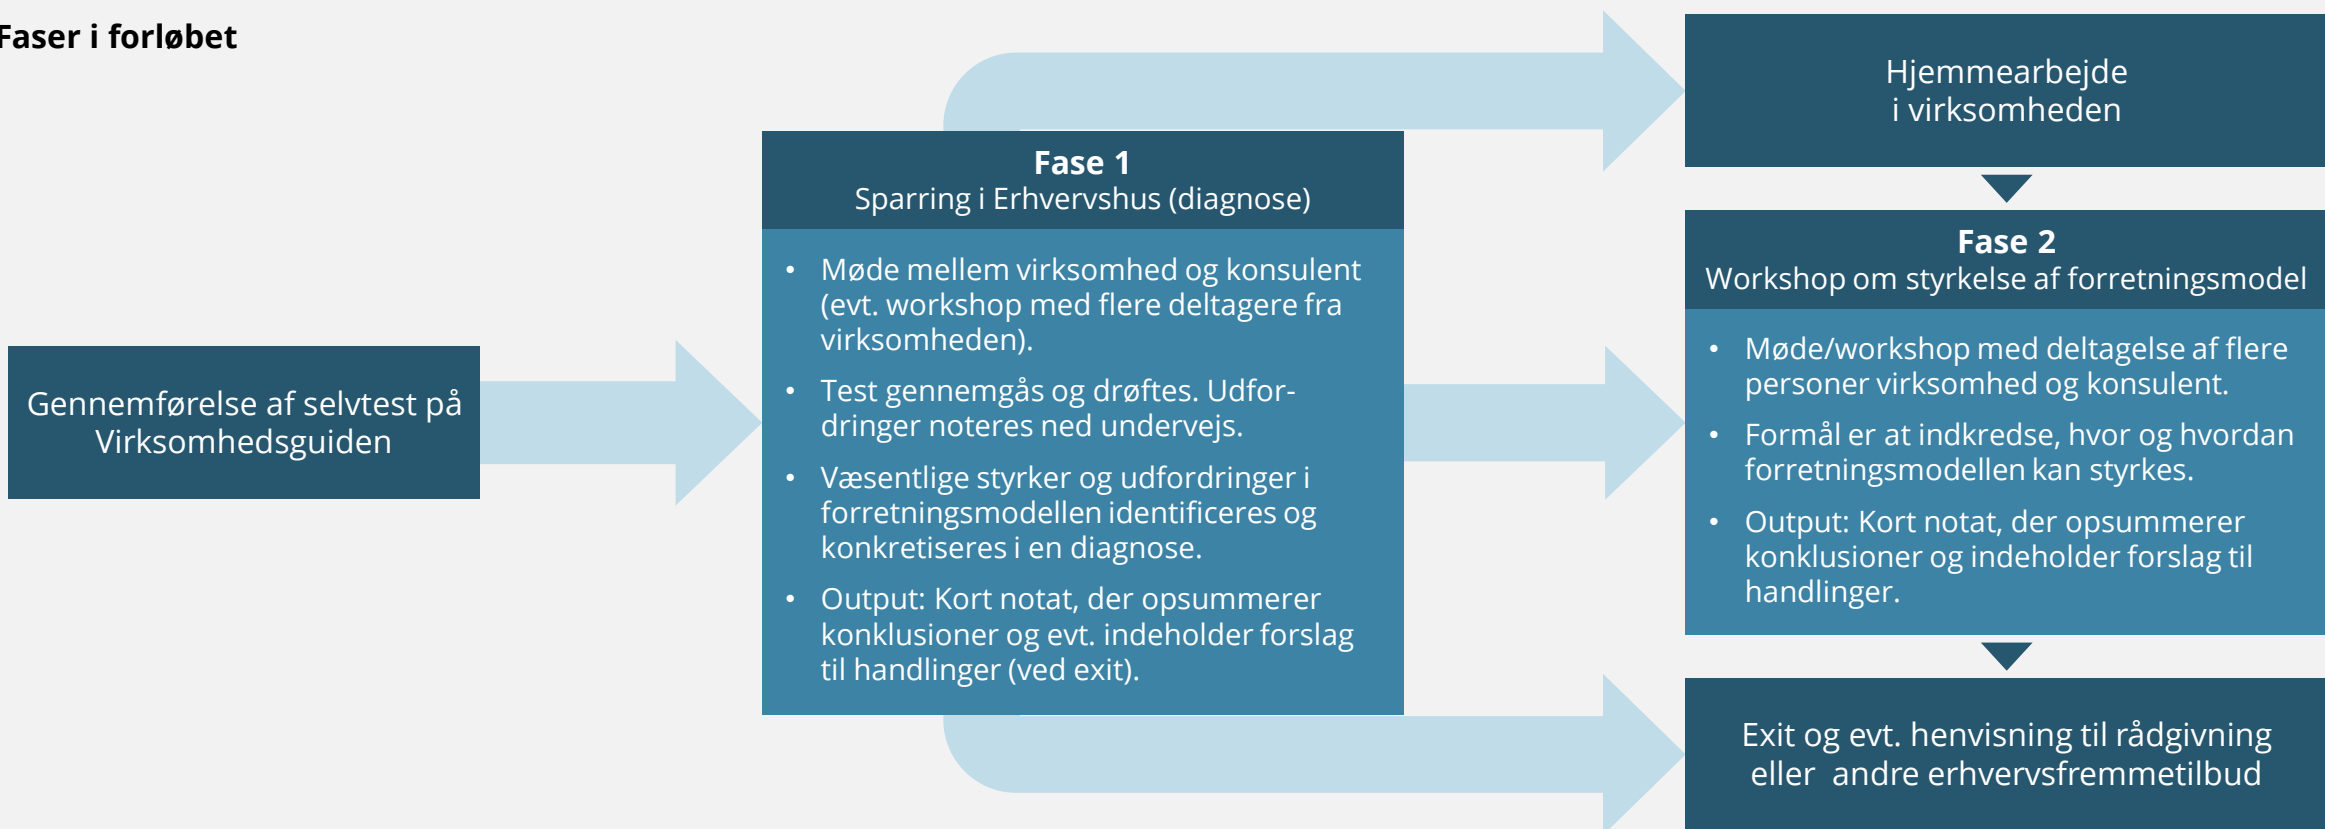 Faser i forløbet
Gennemførelse af selvtest på
Virksomhedsguiden
Fase 1
Sparring i Erhvervshus (diagnose)
• Møde mellem virksomhed og konsulent
(evt. workshop med flere deltagere fra
virksomheden).
• Test gennemgås og drøftes. Udfor-
dringer noteres ned undervejs.
• Væsentlige styrker og udfordringer i
forretningsmodellen identificeres og
konkretiseres i en diagnose.
• Output: Kort notat, der opsummerer
konklusioner og evt. indeholder forslag
til handlinger (ved exit).
Hjemmearbejde
i virksomheden
Fase 2
Workshop om styrkelse af forretningsmodel
• Møde/workshop med deltagelse af flere
personer virksomhed og konsulent.
• Formål er at indkredse, hvor og hvordan
forretningsmodellen kan styrkes.
• Output: Kort notat, der opsummerer
konklusioner og indeholder forslag til
handlinger.
Exit og evt. henvisning til rådgivning
eller andre erhvervsfremmetilbud